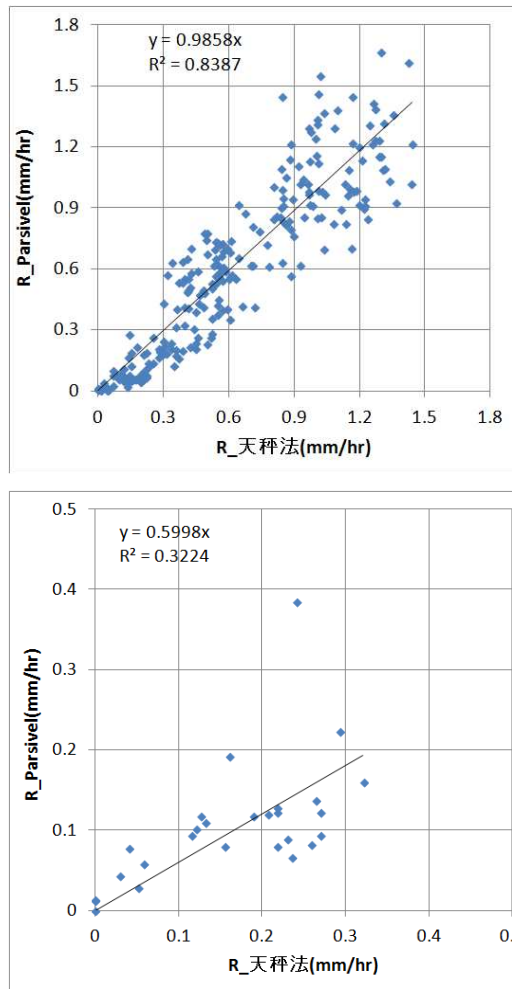 1.8
y = 0.9858x
R² = 0.8387
1.5
1.2
R_Parsivel(mm/hr)
0.9
0.6
0.3
0
0 0.3 0.6 0.9 1.2 1.5 1.8
R_天秤法(mm/hr)
0.5
y = 0.5998x
R² = 0.3224
0.4
0.3
R_Parsivel(mm/hr)
0.2
0.1
0
0 0.1 0.2 0.3 0.4
R_天秤法(mm/hr)